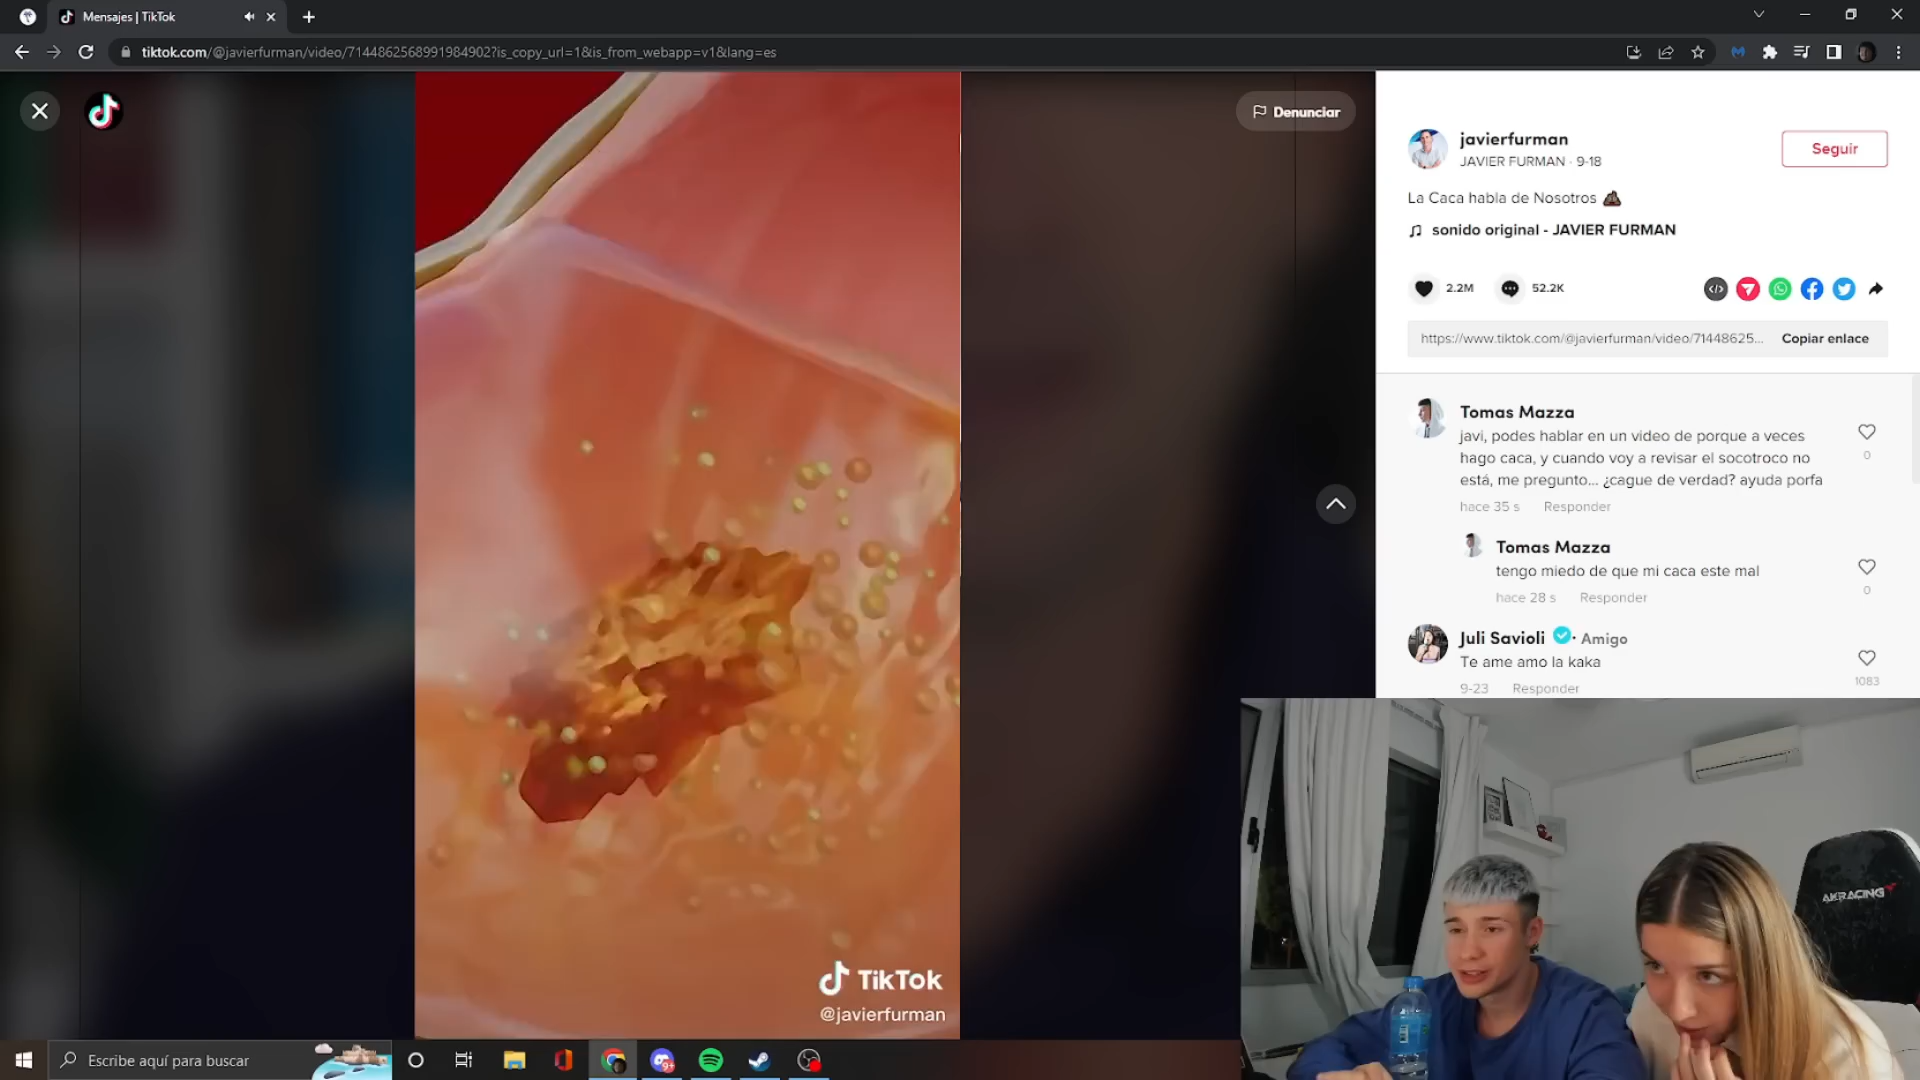 Mensajes | TikTok
tiktok.com/@javierfurman/video/7144862568991984902?is_copy_url=1&is_from_webapp=v1&lang=es
Denunciar
javierfurman
JAVIER FURMAN · 9-18
Seguir
La Caca habla de Nosotros 💩
sonido original - JAVIER FURMAN
2.2M
52.2K
https://www.tiktok.com/@javierfurman/video/71448625...
Copiar enlace
Tomas Mazza
javi, podes hablar en un video de porque a veces
hago caca, y cuando voy a revisar el socotroco no
está, me pregunto... ¿cague de verdad? ayuda porfa
0
hace 35 s Responder
Tomas Mazza
tengo miedo de que mi caca este mal
0
hace 28 s Responder
Juli Savioli · Amigo
Te ame amo la kaka
1083
9-23 Responder
TikTok
@javierfurman
AKRACING
Escribe aquí para buscar
9+